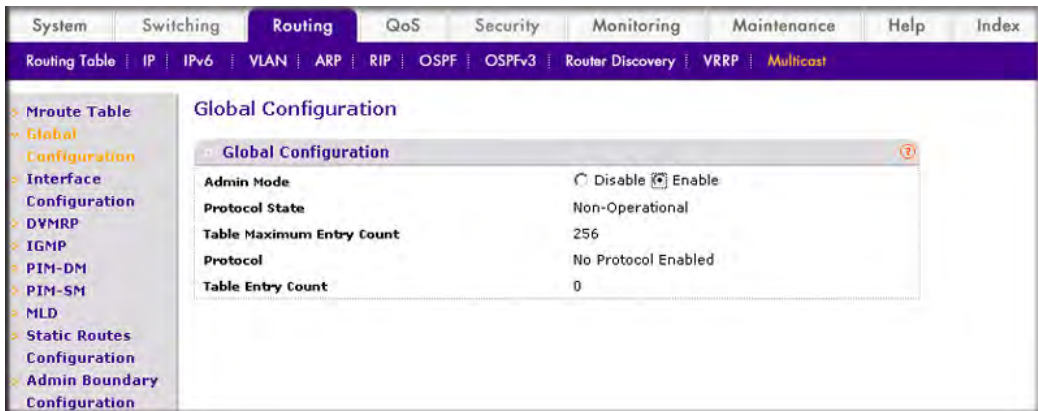 System Switching Routing QoS Security Monitoring Maintenance Help Index
Routing Table IP IPv6 VLAN ARP RIP OSPF OSPFv3 Router Discovery VRRP Multicast
Mroute Table
Global
Configuration
Interface
Configuration
DVMRP
IGMP
PIM-DM
PIM-SM
MLD
Static Routes
Configuration
Admin Boundary
Configuration
Global Configuration
Global Configuration ?
Admin Mode Disable Enable
Protocol State Non-Operational
Table Maximum Entry Count 256
Protocol No Protocol Enabled
Table Entry Count 0